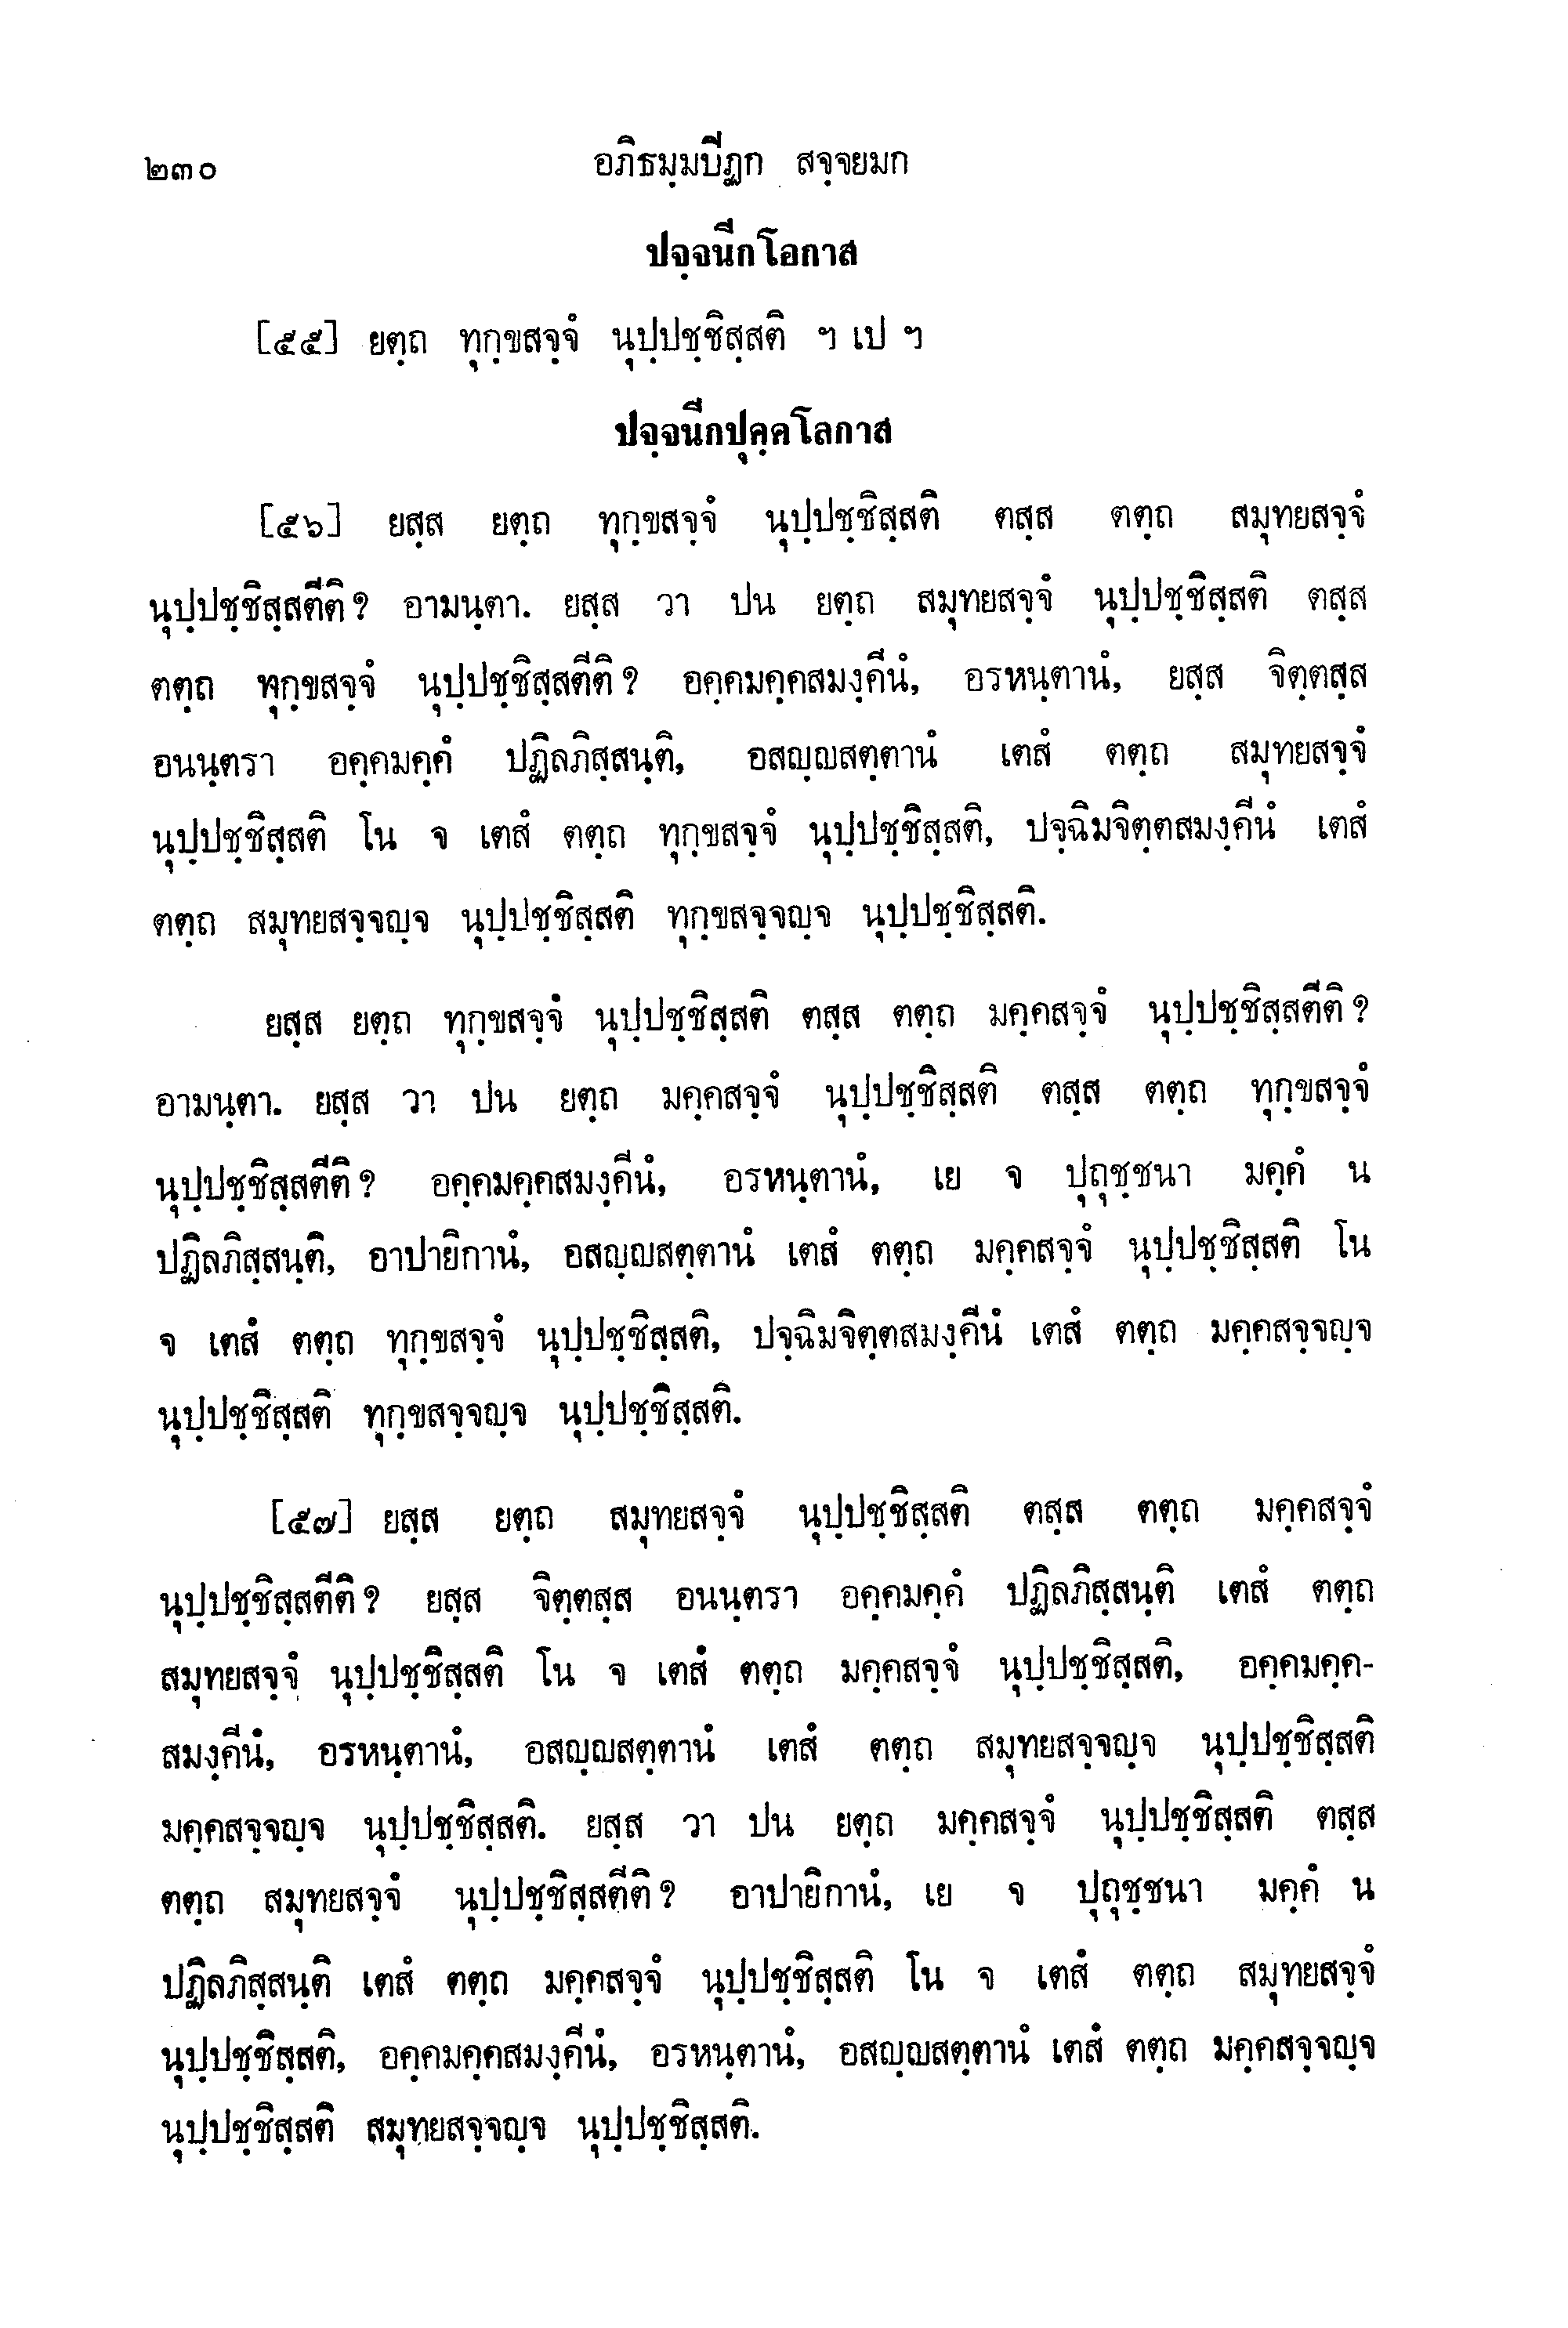 ๒๓๐ อภิธมฺมปีฏก สจฺจยมก
ปจฺจนีกโอกาส
[๕๕] ยตฺถ ทุกฺขสจฺจํ นุปฺปชฺชิสฺสติ ฯ เป ฯ
ปจฺจนีกปุคฺคโลกาส
[๕๖] ยสฺส ยตฺถ ทุกฺขสจฺจํ นุปฺปชฺชิสฺสติ ตสฺส ตตฺถ สมุทยสจฺจํ
นุปฺปชฺชิสฺสตีติ? อามนฺตา. ยสฺส วา ปน ยตฺถ สมุทยสจฺจํ นุปฺปชฺชิสฺสติ ตสฺส
ตตฺถ ทุกฺขสจฺจํ นุปฺปชฺชิสฺสตีติ? อคฺคมคฺคสมงฺคีนํ, อรหนฺตานํ, ยสฺส จิตฺตสฺส
อนนฺตรา อคฺคมคฺคํ ปฏิลภิสฺสนฺติ, อสญฺญสตฺตานํ เตสํ ตตฺถ สมุทยสจฺจํ
นุปฺปชฺชิสฺสติ โน จ เตสํ ตตฺถ ทุกฺขสจฺจํ นุปฺปชฺชิสฺสติ, ปจฺฉิมจิตฺตสมงฺคีนํ เตสํ
ตตฺถ สมุทยสจฺจญฺจ นุปฺปชฺชิสฺสติ ทุกฺขสจฺจญฺจ นุปฺปชฺชิสฺสติ.
ยสฺส ยตฺถ ทุกฺขสจฺจํ นุปฺปชฺชิสฺสติ ตสฺส ตตฺถ มคฺคสจฺจํ นุปฺปชฺชิสฺสตีติ?
อามนฺตา. ยสฺส วา ปน ยตฺถ มคฺคสจฺจํ นุปฺปชฺชิสฺสติ ตสฺส ตตฺถ ทุกฺขสจฺจํ
นุปฺปชฺชิสฺสตีติ? อคฺคมคฺคสมงฺคีนํ, อรหนฺตานํ, เย จ ปุถุชฺชนา มคฺคํ น
ปฏิลภิสฺสนฺติ, อาปายิกานํ, อสญฺญสตฺตานํ เตสํ ตตฺถ มคฺคสจฺจํ นุปฺปชฺชิสฺสติ โน
จ เตสํ ตตฺถ ทุกฺขสจฺจํ นุปฺปชฺชิสฺสติ, ปจฺฉิมจิตฺตสมงฺคีนํ เตสํ ตตฺถ มคฺคสจฺจญฺจ
นุปฺปชฺชิสฺสติ ทุกฺขสจฺจญฺจ นุปฺปชฺชิสฺสติ.
[๕๗] ยสฺส ยตฺถ สมุทยสจฺจํ นุปฺปชฺชิสฺสติ ตสฺส ตตฺถ มคฺคสจฺจํ
นุปฺปชฺชิสฺสตีติ? ยสฺส จิตฺตสฺส อนนฺตรา อคฺคมคฺคํ ปฏิลภิสฺสนฺติ เตสํ ตตฺถ
สมุทยสจฺจํ นุปฺปชฺชิสฺสติ โน จ เตสํ ตตฺถ มคฺคสจฺจํ นุปฺปชฺชิสฺสติ, อคฺคมคฺค-
สมงฺคีนํ, อรหนฺตานํ, อสญฺญสตฺตานํ เตสํ ตตฺถ สมุทยสจฺจญฺจ นุปฺปชฺชิสฺสติ
มคฺคสจฺจญฺจ นุปฺปชฺชิสฺสติ. ยสฺส วา ปน ยตฺถ มคฺคสจฺจํ นุปฺปชฺชิสฺสติ ตสฺส
ตตฺถ สมุทยสจฺจํ นุปฺปชฺชิสฺสตีติ? อาปายิกานํ, เย จ ปุถุชฺชนา มคฺคํ น
ปฏิลภิสฺสนฺติ เตสํ ตตฺถ มคฺคสจฺจํ นุปฺปชฺชิสฺสติ โน จ เตสํ ตตฺถ สมุทยสจฺจํ
นุปฺปชฺชิสฺสติ, อคฺคมคฺคสมงฺคีนํ, อรหนฺตานํ, อสญฺญสตฺตานํ เตสํ ตตฺถ มคฺคสจฺจญฺจ
นุปฺปชฺชิสฺสติ สมุทยสจฺจญฺจ นุปฺปชฺชิสฺสติ.